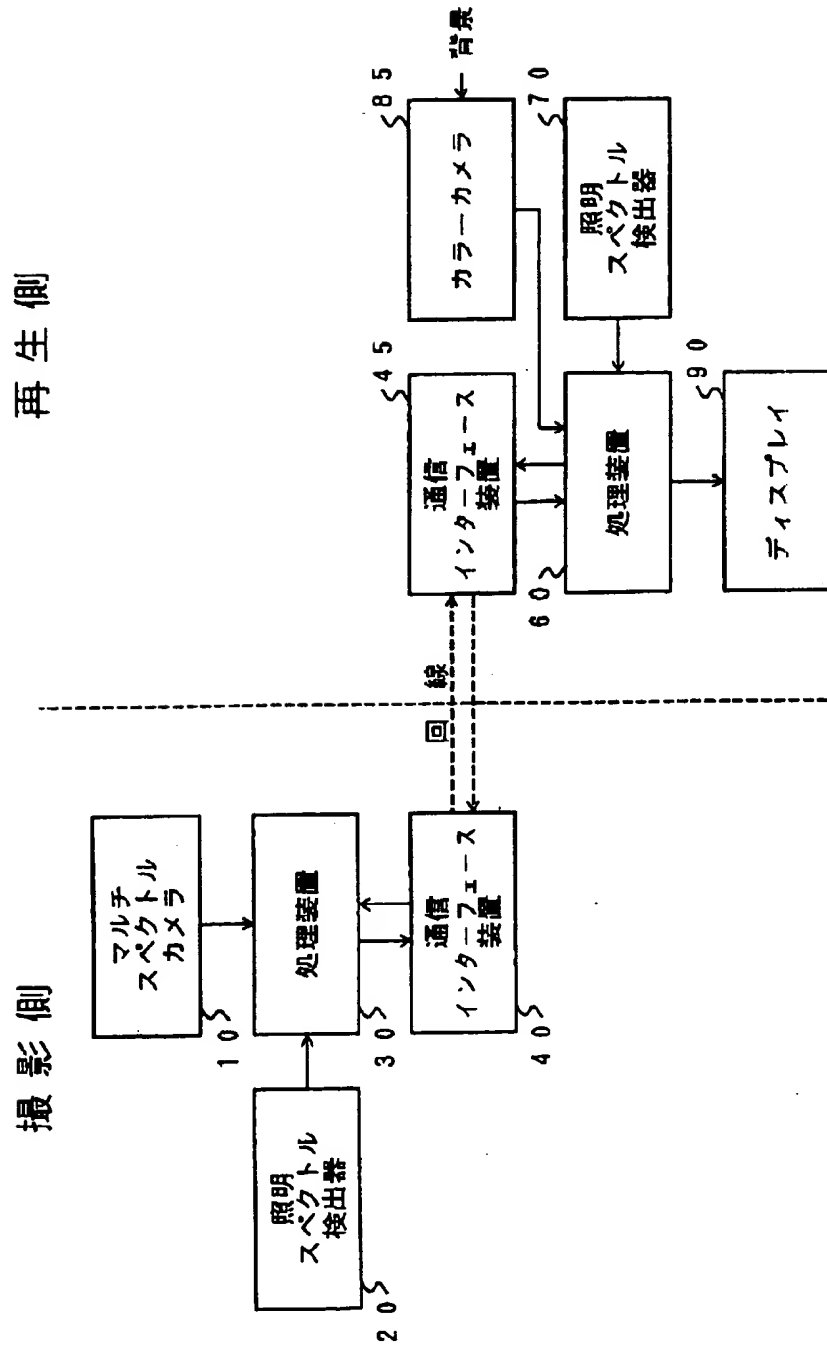 撮影側
再生側
マルチ
スペクトル
カメラ
10
照明
スペクトル
検出器
20
処理装置
30
通信
インターフェース
装置
40
回線
通信
インターフェース
装置
45
カラーカメラ
85
背景
処理装置
60
照明
スペクトル
検出器
70
ディスプレイ
90